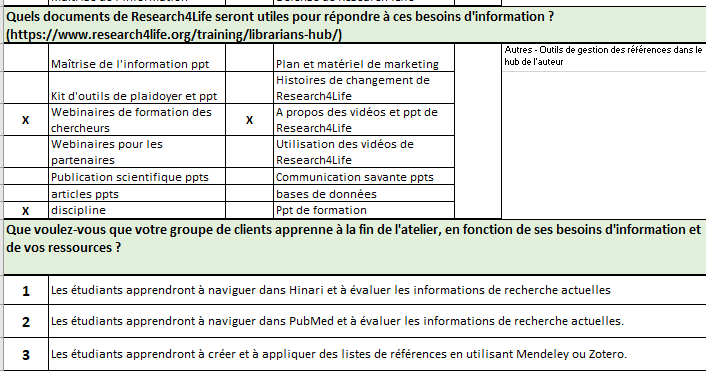 Quels documents de Research4Life seront utiles pour répondre à ces besoins d'information ?
(https://www.research4life.org/training/librarians-hub/)
Maîtrise de l'information ppt
Plan et matériel de marketing
Autres - Outils de gestion des références dans le
hub de l'auteur
Kit d'outils de plaidoyer et ppt
Histoires de changement de
Research4Life
X
Webinaires de formation des
chercheurs
X
A propos des vidéos et ppt de
Research4Life
Webinaires pour les
partenaires
Utilisation des vidéos de
Research4Life
Publication scientifique ppts
Communication savante ppts
articles ppts
bases de données
X
discipline
Ppt de formation
Que voulez-vous que votre groupe de clients apprenne à la fin de l'atelier, en fonction de ses besoins d'information et
de vos ressources ?
1
Les étudiants apprendront à naviguer dans Hinari et à évaluer les informations de recherche actuelles
2
Les étudiants apprendront à naviguer dans PubMed et à évaluer les informations de recherche actuelles.
3
Les étudiants apprendront à créer et à appliquer des listes de références en utilisant Mendeley ou Zotero.